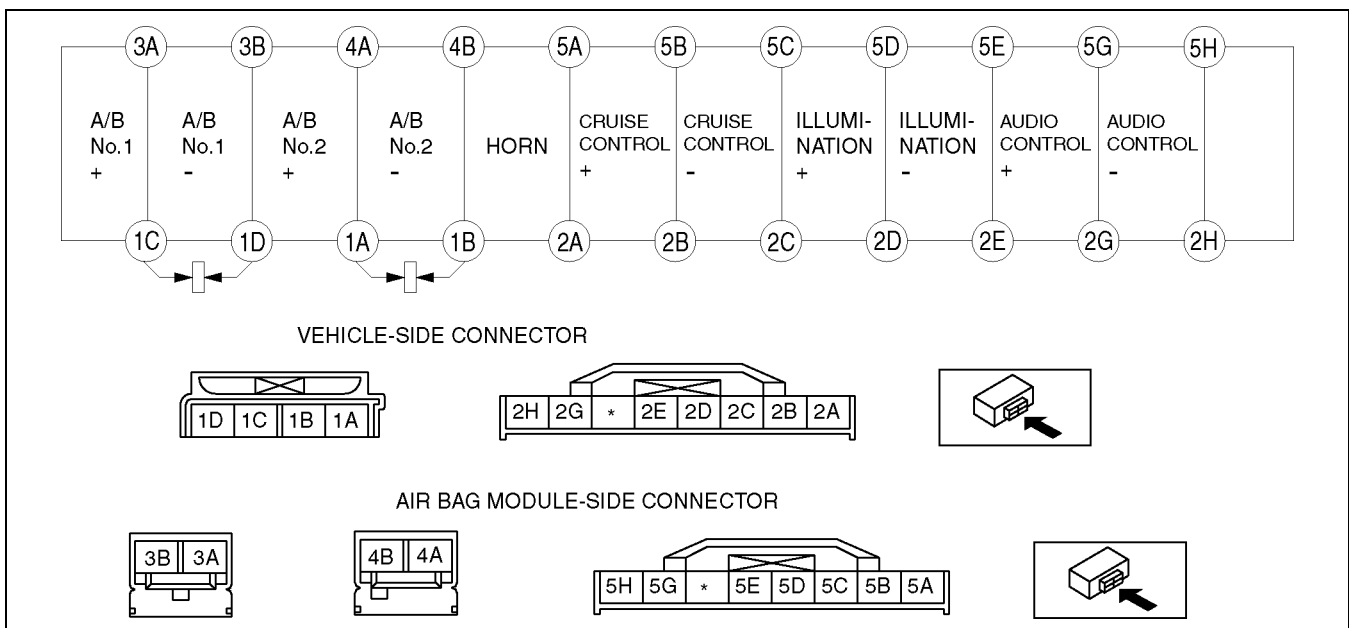 3A 3B 4A 4B 5A 5B 5C 5D 5E 5G 5H
A/B No.1 +
A/B No.1 -
A/B No.2 +
A/B No.2 -
HORN
CRUISE CONTROL +
CRUISE CONTROL -
ILLUMI-
NATION
+
ILLUMI-
NATION
-
AUDIO CONTROL +
AUDIO CONTROL -
1C 1D 1A 1B 2A 2B 2C 2D 2E 2G 2H
VEHICLE-SIDE CONNECTOR
1D 1C 1B 1A
2H 2G * 2E 2D 2C 2B 2A
AIR BAG MODULE-SIDE CONNECTOR
3B 3A
4B 4A
5H 5G * 5E 5D 5C 5B 5A